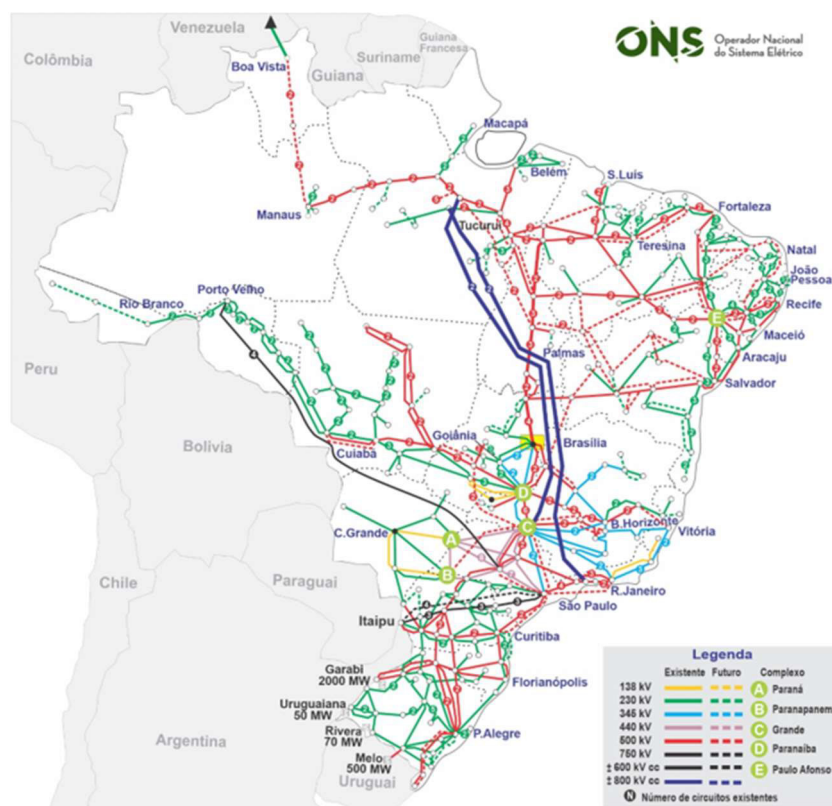 ONS Operador Nacional
do Sistema Elétrico
Venezuela
Guiana
Francesa
Suriname
Guiana
Colômbia
Boa Vista
Macapá
Belém
S.Luís
Fortaleza
Manaus
Tucuruí
Teresina
Natal
João
Pessoa
Porto Velho
Rio Branco
Recife
Maceió
Palmas
Aracaju
Peru
Salvador
Goiânia
Brasília
Bolívia
Cuiabá
D
E
C.Grande
A
C
B.Horizonte
Vitória
B
Chile
Paraguai
R.Janeiro
São Paulo
Itaipu
Curitiba
Garabi
2000 MW
Florianópolis
Uruguaiana
50 MW
Rivera
70 MW
P.Alegre
Melo
500 MW
Argentina
Uruguai
Legenda
Existente Futuro Complexo
138 kV A Paraná
230 kV B Paranapanem
345 kV
440 kV C Grande
500 kV D Paranaíba
750 kV
± 600 kV cc E Paulo Afonso
± 800 kV cc
N Número de circuitos existentes